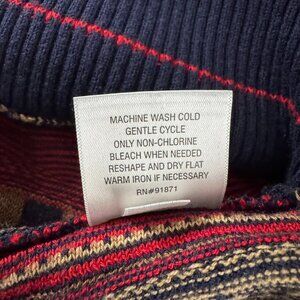 MACHINE WASH COLD
GENTLE CYCLE
ONLY NON-CHLORINE
BLEACH WHEN NEEDED
RESHAPE AND DRY FLAT
WARM IRON IF NECESSARY
RN#91871